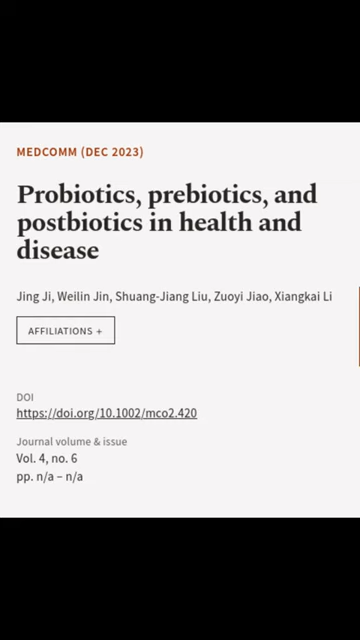 MEDCOMM (DEC 2023)
Probiotics, prebiotics, and
postbiotics in health and
disease
Jing Ji, Weilin Jin, Shuang-Jiang Liu, Zuoyi Jiao, Xiangkai Li
AFFILIATIONS +
DOI
https://doi.org/10.1002/mco2.420
Journal volume & issue
Vol. 4, no. 6
pp. n/a – n/a